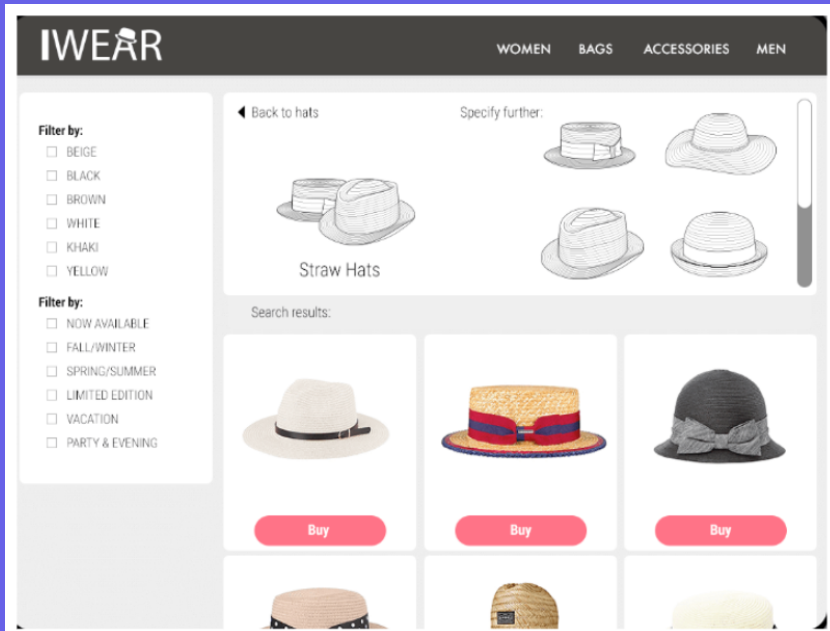 IWEAR
WOMEN BAGS ACCESSORIES MEN
Filter by:
BEIGE
BLACK
BROWN
WHITE
KHAKI
YELLOW
Filter by:
NOW AVAILABLE
FALL/WINTER
SPRING/SUMMER
LIMITED EDITION
VACATION
PARTY & EVENING
Back to hats
Specify further:
Straw Hats
Search results:
Buy
Buy
Buy